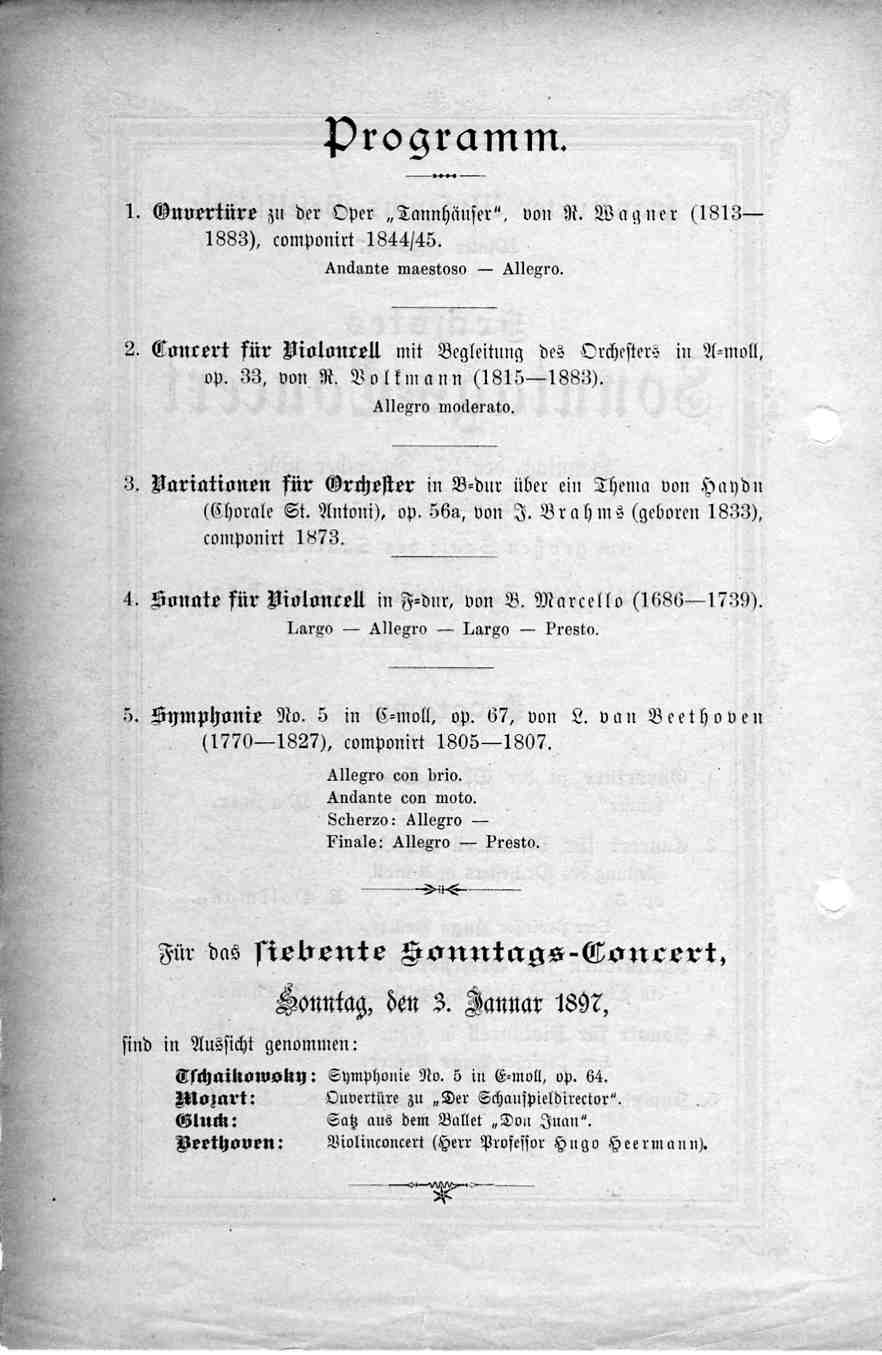 Programm.
1. Ouvertüre zu der Oper „Tannhäuser“, von R. Wagner (1813—
1883), componirt 1844/45.
Andante maestoso — Allegro.
2. Concert für Violoncell mit Begleitung des Orchesters in A-moll,
op. 33, von R. Volkmann (1815—1883).
Allegro moderato.
3. Variationen für Orchester in B-dur über ein Thema von Haydn
(Chorale St. Antoni), op. 56a, von J. Brahms (geboren 1833),
componirt 1873.
4. Sonate für Violoncell in F-dur, von B. Marcello (1686—1739).
Largo — Allegro — Largo — Presto.
5. Symphonie No. 5 in C-moll, op. 67, von L. van Beethoven
(1770—1827), componirt 1805—1807.
Allegro con brio.
Andante con moto.
Scherzo: Allegro —
Finale: Allegro — Presto.
Für das siebente Sonntags-Concert,
Sonntag, den 3. Januar 1897,
sind in Aussicht genommen:
Tschaikowsky: Symphonie No. 5 in E-moll, op. 64.
Mozart: Ouvertüre zu „Der Schauspieldirector“.
Gluck: Satz aus dem Ballet „Don Juan“.
Beethoven: Violinconcert (Herr Professor Hugo Heermann).